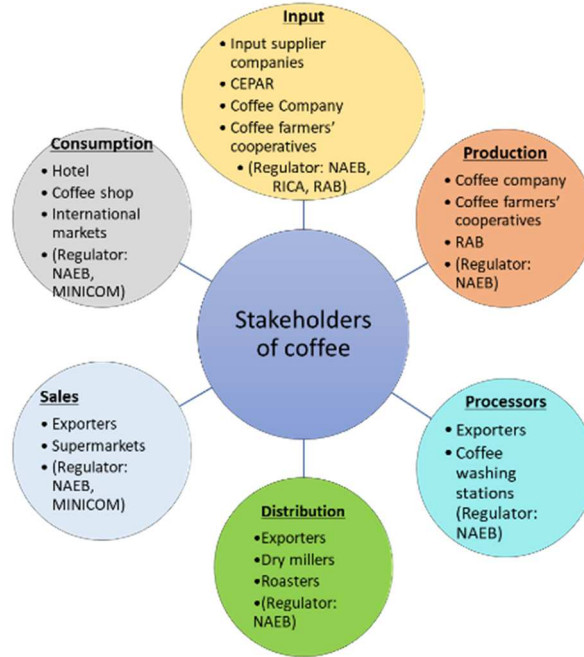 Input
• Input supplier
companies
• CEPAR
• Coffee Company
• Coffee farmers'
cooperatives
• (Regulator: NAEB,
RICA, RAB)
Production
• Coffee company
• Coffee farmers'
cooperatives
• RAB
• (Regulator:
NAEB)
Processors
• Exporters
• Coffee
washing
stations
(Regulator:
NAEB)
Distribution
•Exporters
•Dry millers
•Roasters
•(Regulator:
NAEB)
Sales
• Exporters
• Supermarkets
• (Regulator:
NAEB,
MINICOM)
Consumption
• Hotel
• Coffee shop
• International
markets
• (Regulator:
NAEB,
MINICOM)
Stakeholders
of coffee